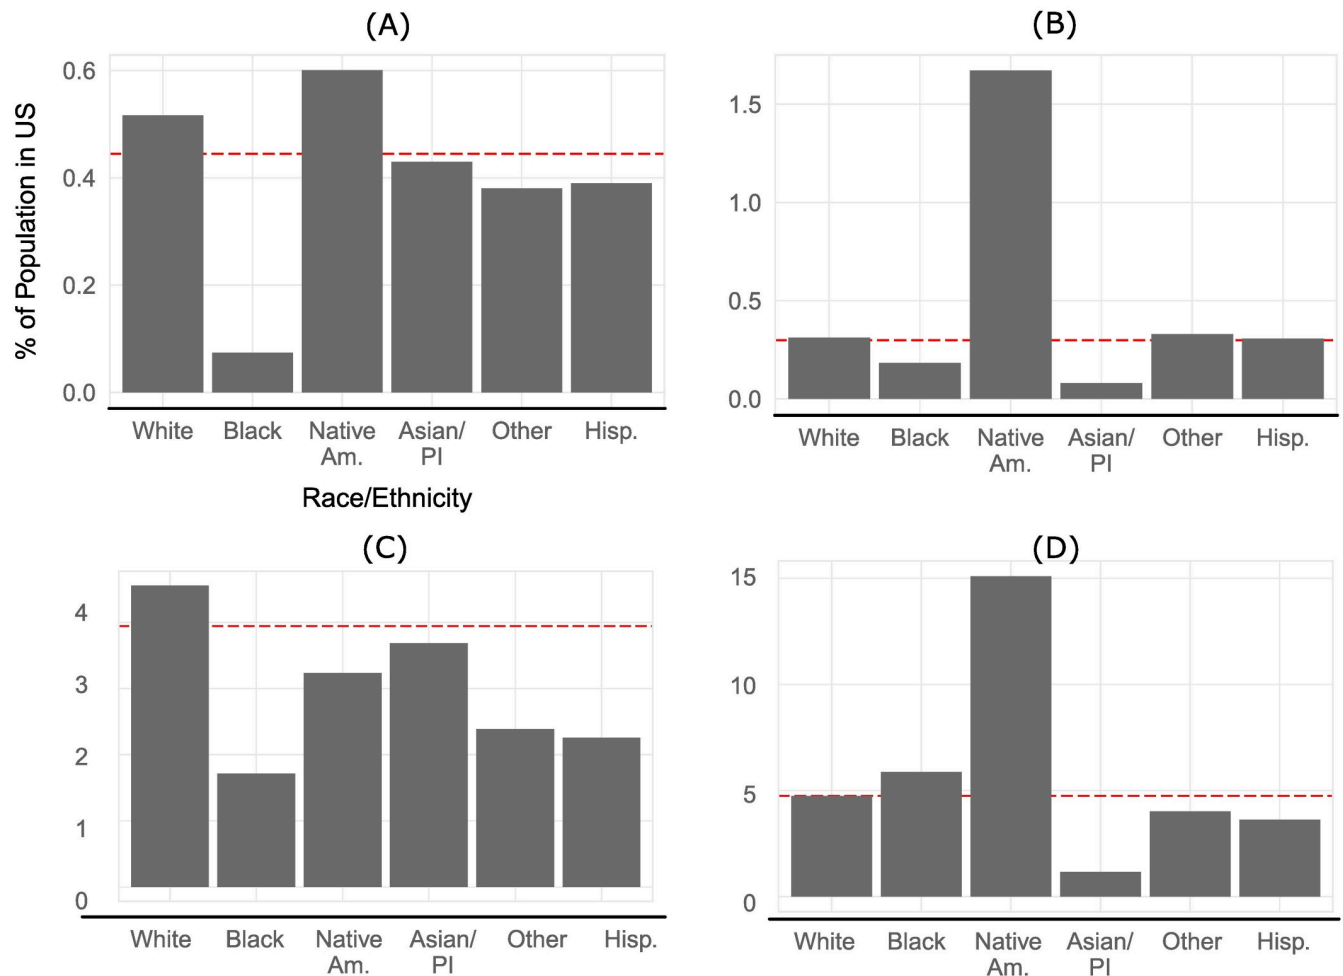 (A)
% of Population in US
0.6
0.4
0.2
0.0
White Black Native Am. Asian/ PI Other Hisp.
Race/Ethnicity
(B)
1.5
1.0
0.5
0.0
White Black Native Am. Asian/ PI Other Hisp.
(C)
4
3
2
1
0
White Black Native Am. Asian/ PI Other Hisp.
(D)
15
10
5
0
White Black Native Am. Asian/ PI Other Hisp.